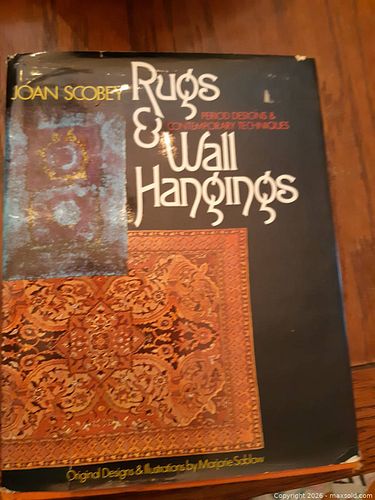 JOAN SCOBEY
Rugs
PERIOD DESIGNS &
CONTEMPORARY TECHNIQUES
&
Wall
Hangings
Original Designs & Illustrations by Marjorie Sablow
Copyright 2026 - maxsold.com